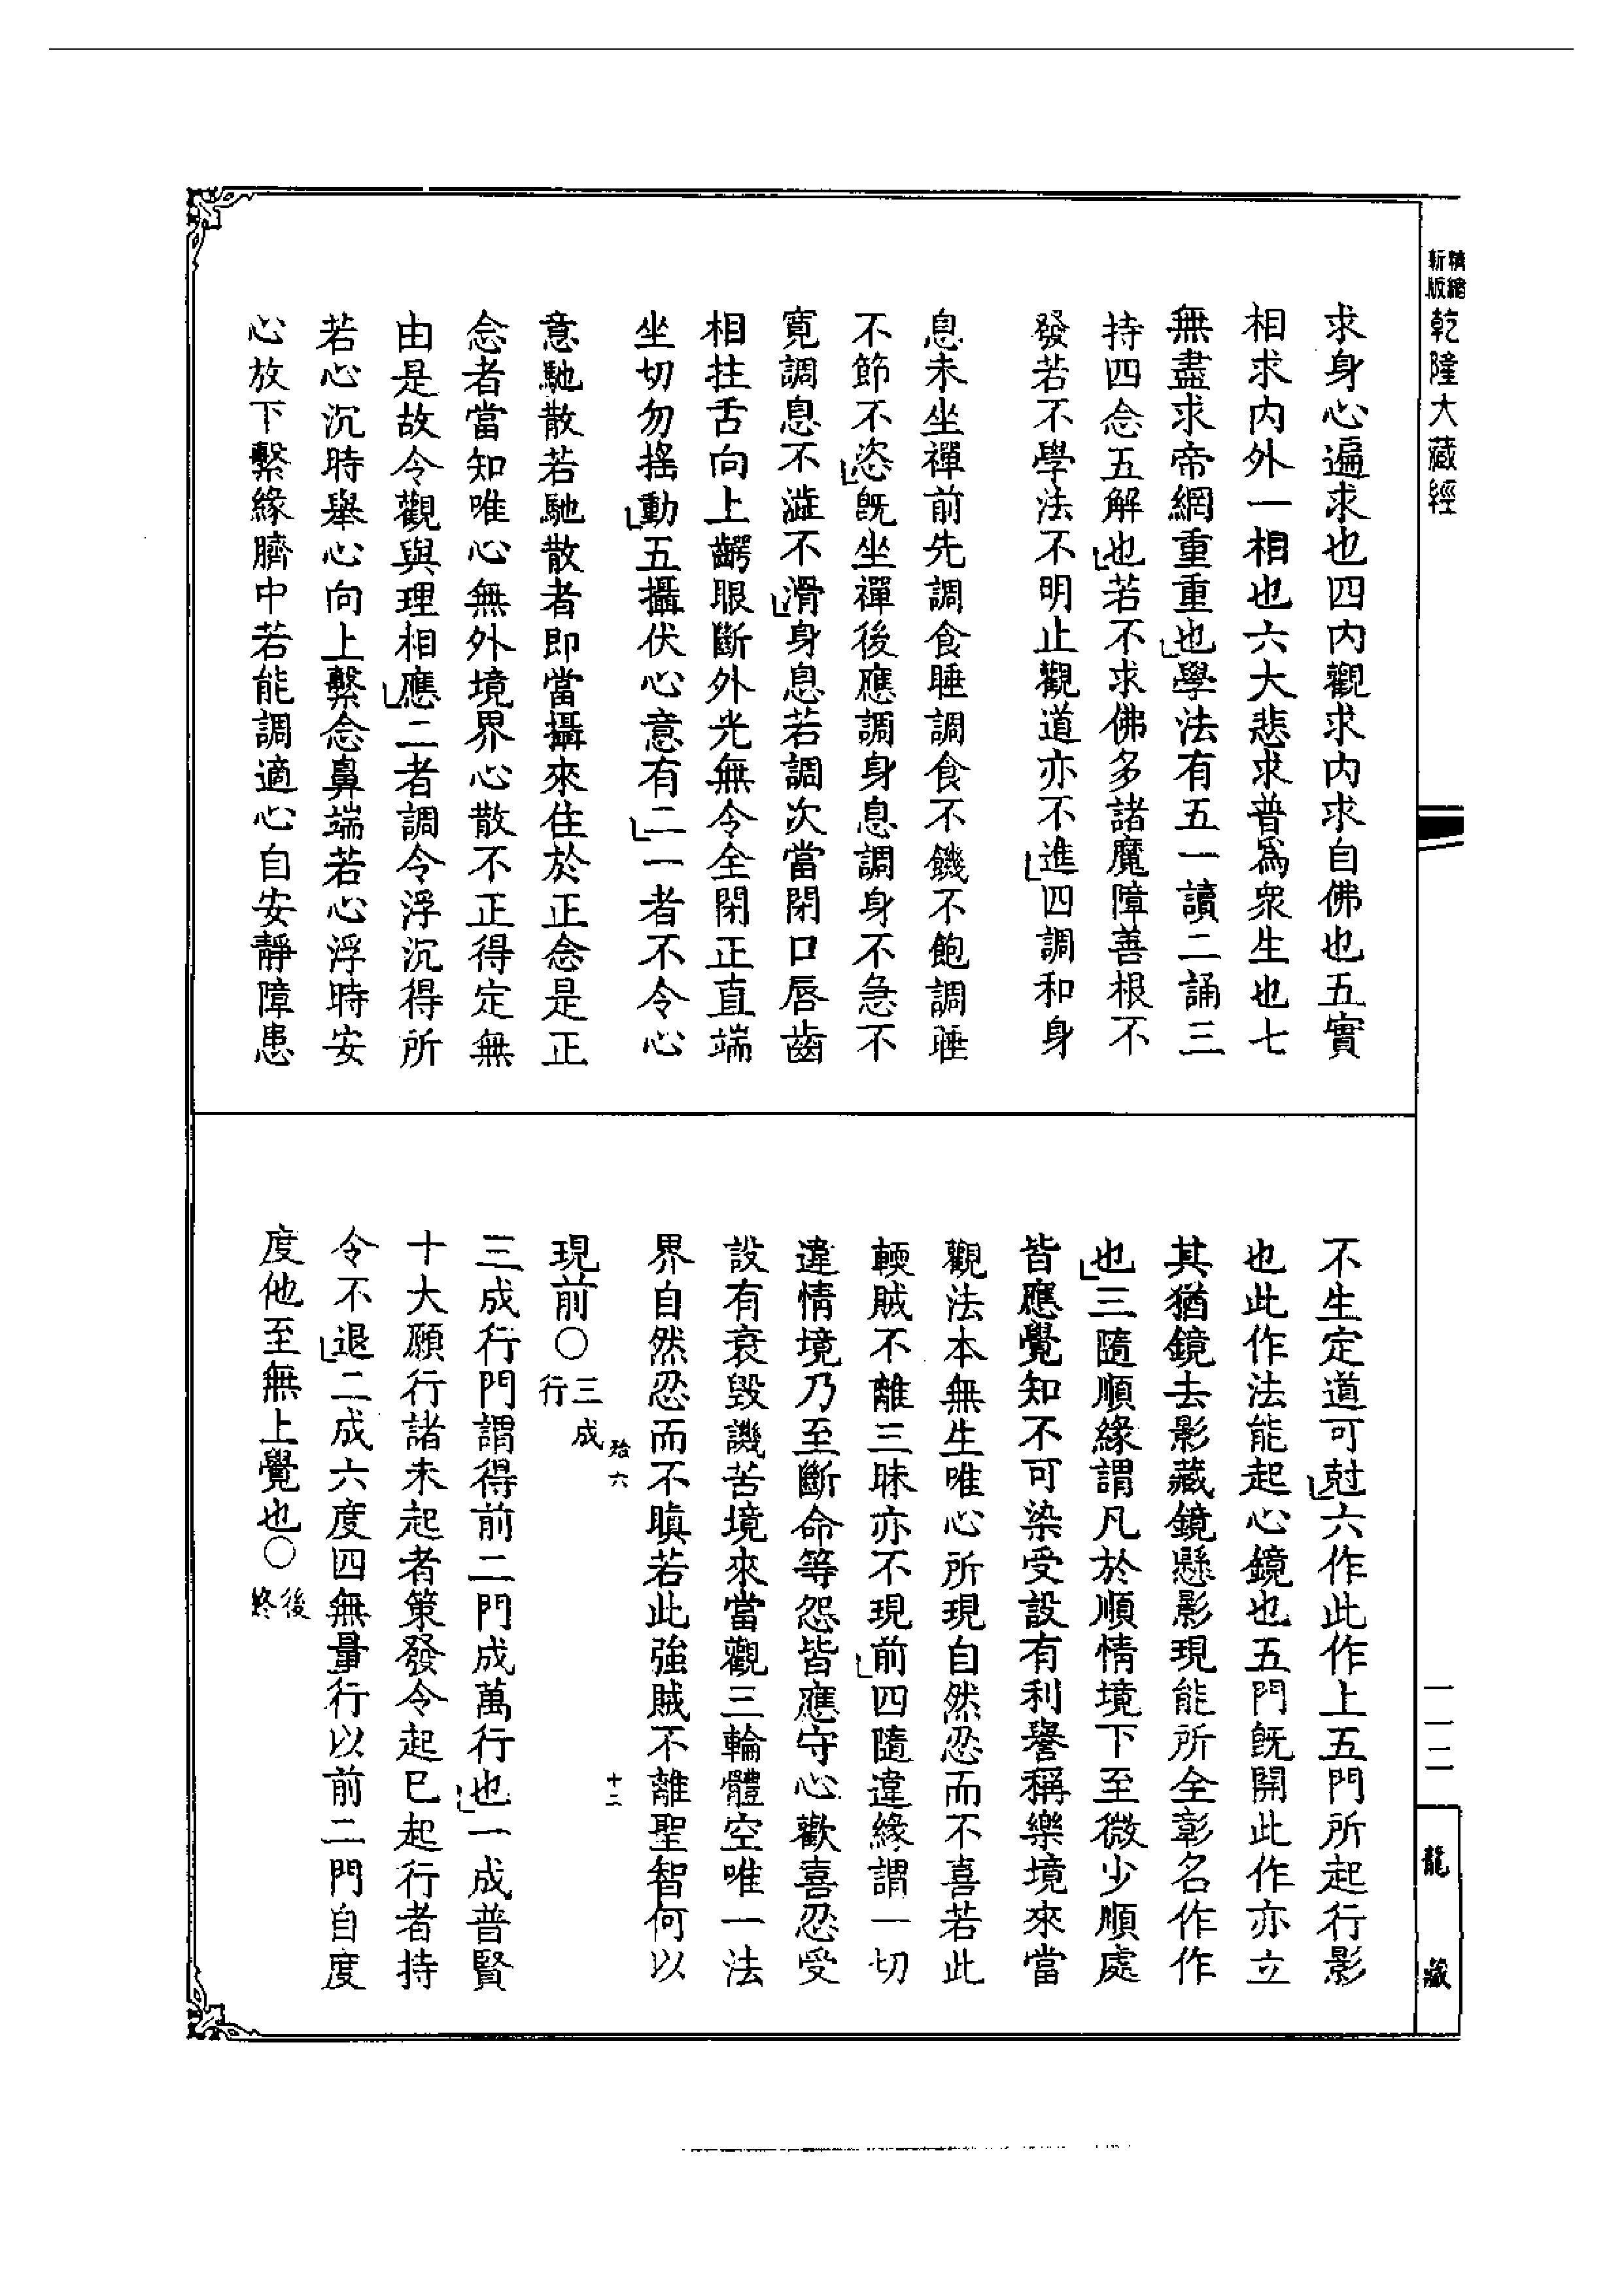 精縮新版乾隆大藏經
求身心遍求也四內觀求內求自佛也五實
相求內外一相也六大悲求普爲衆生也七
無盡求帝網重重也學法有五一讀二誦三
持四念五解也若不求佛多諸魔障善根不
發若不學法不明止觀道亦不進四調和身
息未坐禪前先調食睡調食不饑不飽調睡
不節不恣旣坐禪後應調身息調身不急不
寬調息不澁不滑身息若調次當閉口唇齒
相拄舌向上齶眼斷外光無令全閉正直端
坐切勿搖動五攝伏心意有二一者不令心
意馳散若馳散者即當攝來住於正念是正
念者當知唯心無外境界心散不正得定無
由是故令觀與理相應二者調令浮沉得所
若心沉時舉心向上繫念鼻端若心浮時安
心放下繫緣臍中若能調適心自安靜障患
不生定道可尅六作此作上五門所起行影
也此作法能起心鏡也五門旣開此作亦立
其猶鏡去影藏鏡懸影現能所全彰名作作
也三隨順緣謂凡於順情境下至微少順處
皆應覺知不可染受設有利譽稱樂境來當
觀法本無生唯心所現自然忍而不喜若此
輭賊不離三昧亦不現前四隨違緣謂一切
違情境乃至斷命等怨皆應守心歡喜忍受
設有衰毀譏苦境來當觀三輪體空唯一法
界自然忍而不瞋若此強賊不離聖智何以
殆六 十二
現前○三成行
三成行門謂得前二門成萬行也一成普賢
十大願行諸未起者策發令起已起行者持
令不退二成六度四無量行以前二門自度
度他至無上覺也○後終
一一二
龍藏